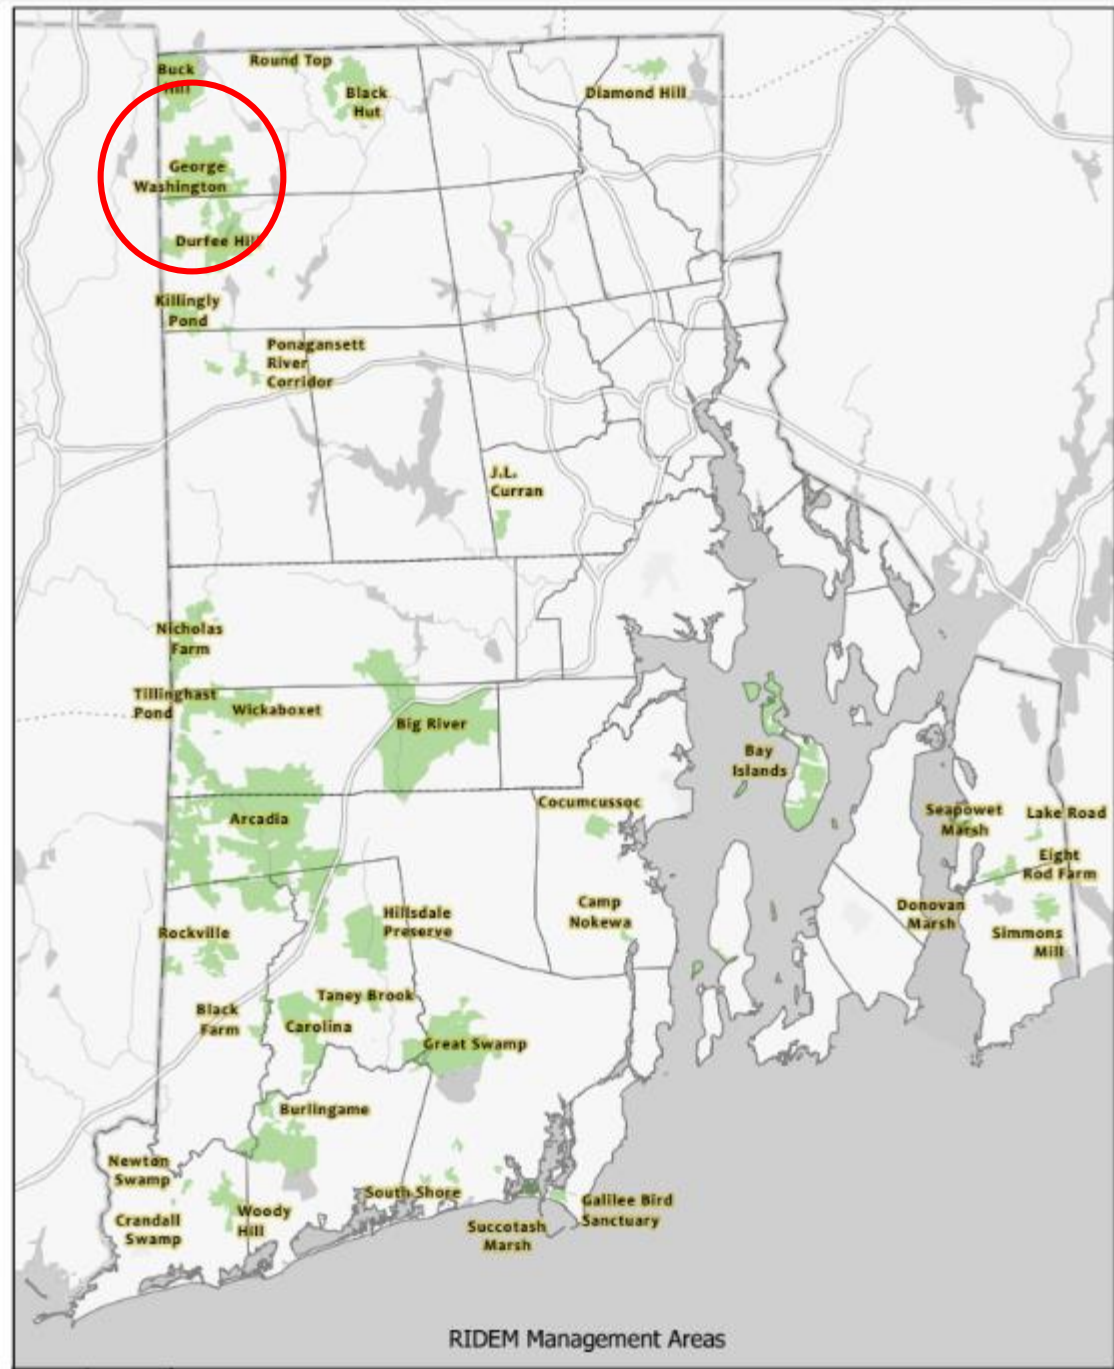 Buck
Hill
Round Top
Black
Hut
Diamond Hill
George
Washington
Durfee Hill
Killingly
Pond
Ponagansett
River
Corridor
J.L.
Curran
Nicholas
Farm
Tillinghast
Pond
Wickaboxet
Big River
Bay
Islands
Arcadia
Cocumcussoc
Seapowet
Marsh
Lake Road
Eight
Rod Farm
Rockville
Hillsdale
Preserve
Camp
Nokewa
Donovan
Marsh
Simmons
Mill
Black
Farm
Taney Brook
Carolina
Great Swamp
Burlingame
Newton
Swamp
Crandall
Swamp
Woody
Hill
South Shore
Succotash
Marsh
Galilee Bird
Sanctuary
RIDEM Management Areas